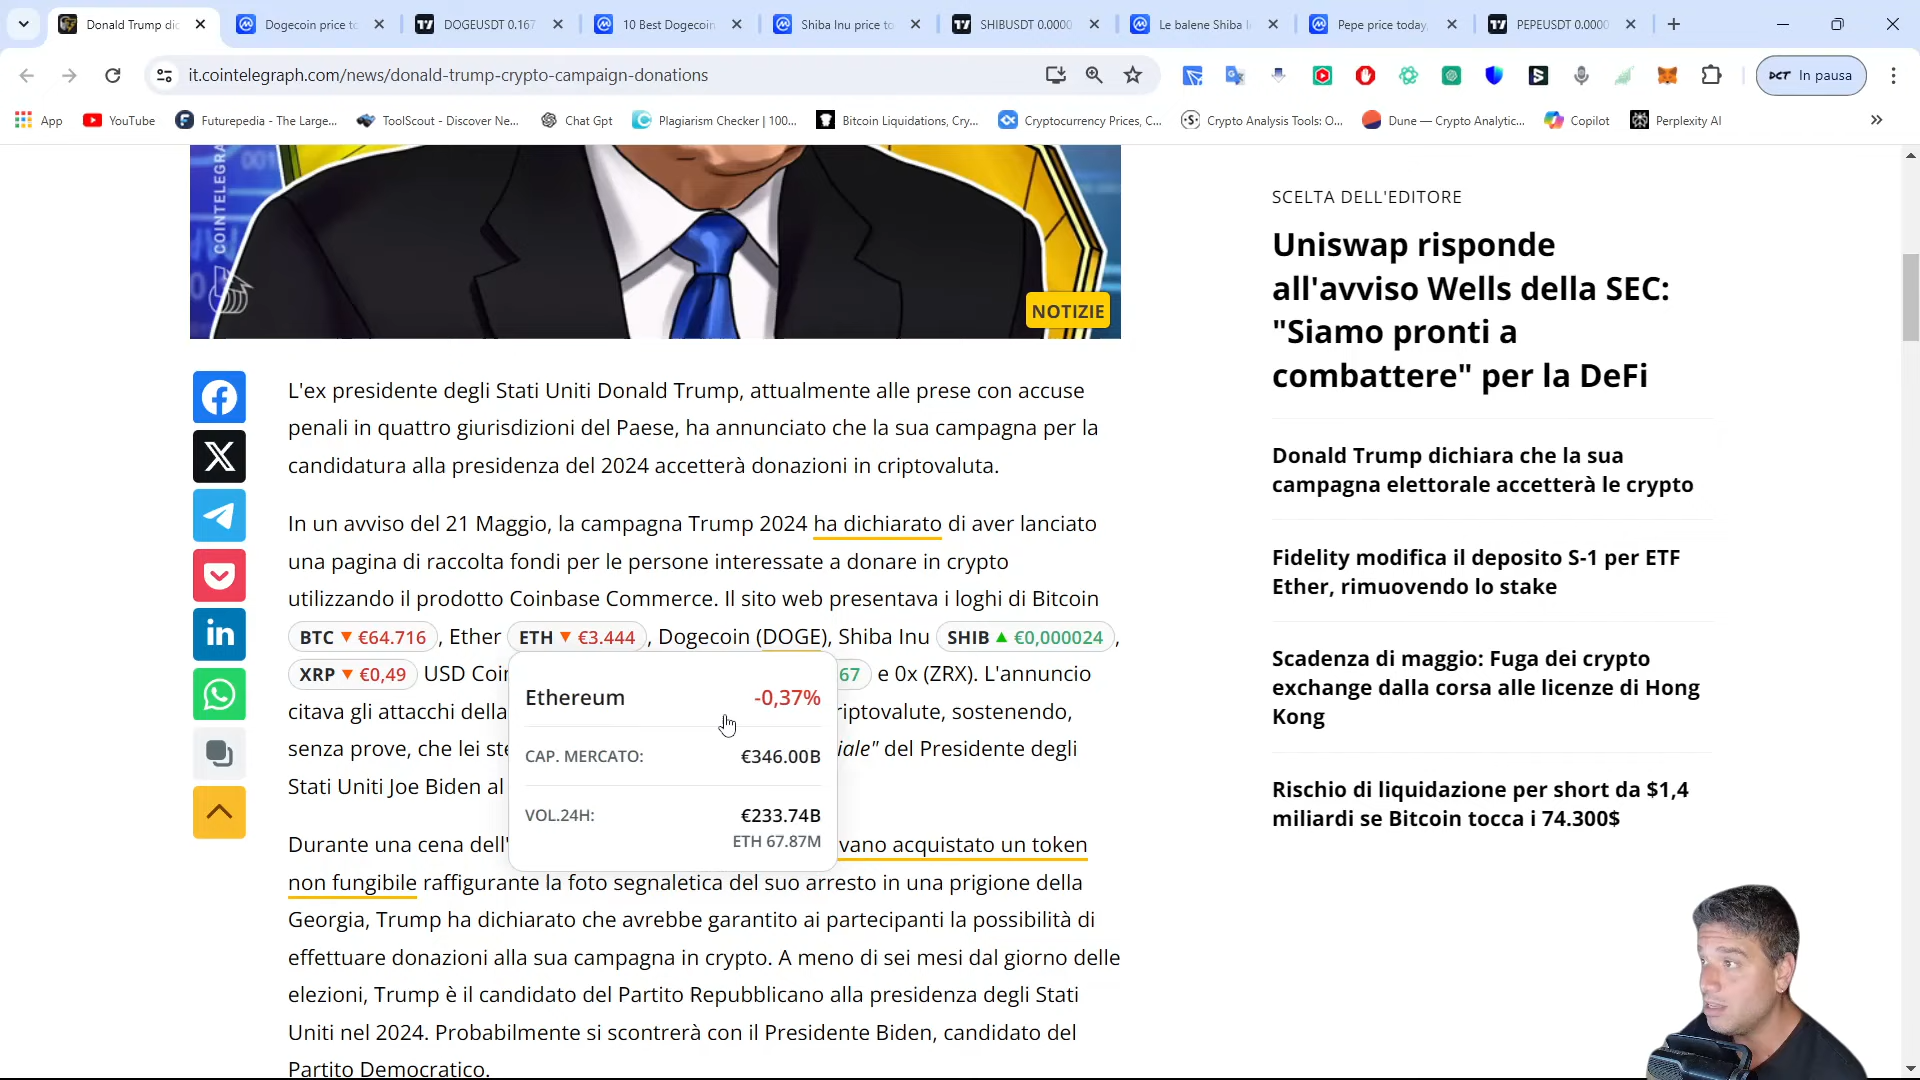 Donald Trump dic
Dogecoin price to
DOGEUSDT 0.167
10 Best Dogecoin
Shiba Inu price to
SHIBUSDT 0.0000
Le balene Shiba I
Pepe price today,
PEPEUSDT 0.0000
it.cointelegraph.com/news/donald-trump-crypto-campaign-donations
In pausa
App
YouTube
Futurepedia - The Large...
ToolScout - Discover Ne...
Chat Gpt
Plagiarism Checker | 100...
Bitcoin Liquidations, Cry...
Cryptocurrency Prices, C...
Crypto Analysis Tools: O...
Dune — Crypto Analytic...
Copilot
Perplexity AI
COINTELEGRA
NOTIZIE
L'ex presidente degli Stati Uniti Donald Trump, attualmente alle prese con accuse
penali in quattro giurisdizioni del Paese, ha annunciato che la sua campagna per la
candidatura alla presidenza del 2024 accetterà donazioni in criptovaluta.
In un avviso del 21 Maggio, la campagna Trump 2024 ha dichiarato di aver lanciato
una pagina di raccolta fondi per le persone interessate a donare in crypto
utilizzando il prodotto Coinbase Commerce. Il sito web presentava i loghi di Bitcoin
BTC ▼ €64.716 , Ether ETH ▼ €3.444 , Dogecoin (DOGE), Shiba Inu SHIB ▲ €0,000024 ,
XRP ▼ €0,49 USD Coin 67 e 0x (ZRX). L'annuncio
citava gli attacchi della riptovalute, sostenendo,
senza prove, che lei ste iale" del Presidente degli
Stati Uniti Joe Biden al
Ethereum -0,37%
CAP. MERCATO: €346.00B
VOL.24H: €233.74B
ETH 67.87M
Durante una cena dell' vano acquistato un token
non fungibile raffigurante la foto segnaletica del suo arresto in una prigione della
Georgia, Trump ha dichiarato che avrebbe garantito ai partecipanti la possibilità di
effettuare donazioni alla sua campagna in crypto. A meno di sei mesi dal giorno delle
elezioni, Trump è il candidato del Partito Repubblicano alla presidenza degli Stati
Uniti nel 2024. Probabilmente si scontrerà con il Presidente Biden, candidato del
Partito Democratico.
SCELTA DELL'EDITORE
Uniswap risponde
all'avviso Wells della SEC:
"Siamo pronti a
combattere" per la DeFi
Donald Trump dichiara che la sua
campagna elettorale accetterà le crypto
Fidelity modifica il deposito S-1 per ETF
Ether, rimuovendo lo stake
Scadenza di maggio: Fuga dei crypto
exchange dalla corsa alle licenze di Hong
Kong
Rischio di liquidazione per short da $1,4
miliardi se Bitcoin tocca i 74.300$